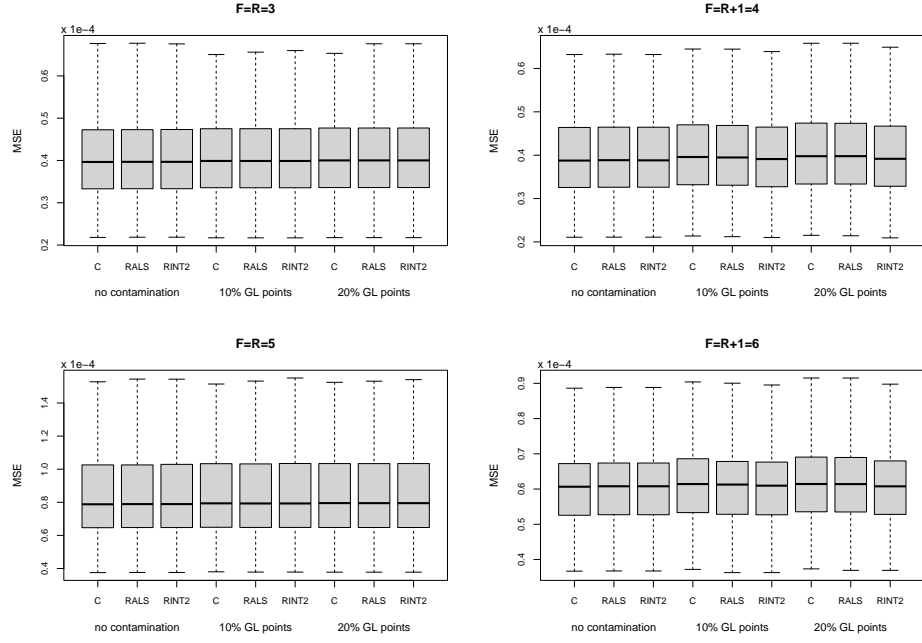 F=R=3
x 1e−4
MSE
0.6
0.5
0.4
0.3
0.2
C RALS RINT2 C RALS RINT2 C RALS RINT2
no contamination 10% GL points 20% GL points
F=R+1=4
x 1e−4
MSE
0.6
0.5
0.4
0.3
0.2
C RALS RINT2 C RALS RINT2 C RALS RINT2
no contamination 10% GL points 20% GL points
F=R=5
x 1e−4
MSE
1.4
1.2
1.0
0.8
0.6
0.4
C RALS RINT2 C RALS RINT2 C RALS RINT2
no contamination 10% GL points 20% GL points
F=R+1=6
x 1e−4
MSE
0.9
0.8
0.7
0.6
0.5
0.4
C RALS RINT2 C RALS RINT2 C RALS RINT2
no contamination 10% GL points 20% GL points